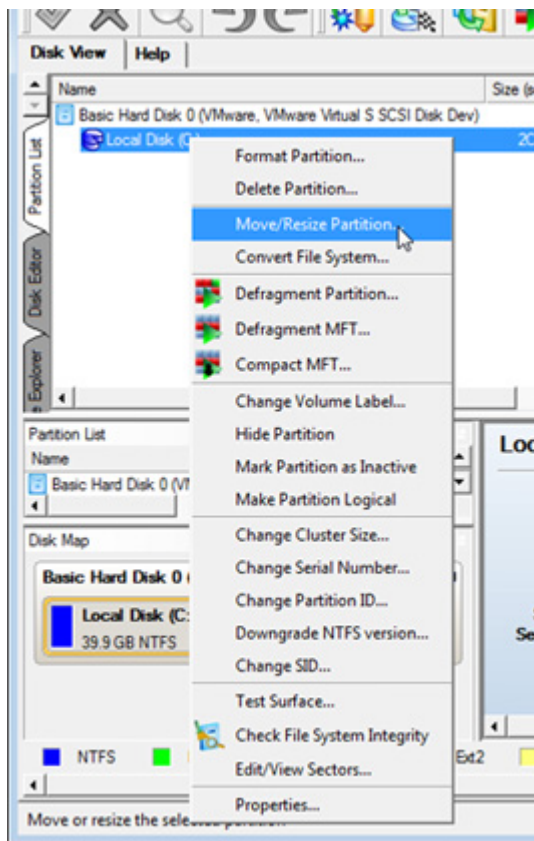 Disk View
Help
Name
Size (s
Basic Hard Disk 0 (VMware, VMware Virtual S SCSI Disk Dev)
Local Disk (C:
Partition List
Disk Editor
e Explorer
Format Partition...
Delete Partition...
Move/Resize Partition...
Convert File System...
Defragment Partition...
Defragment MFT...
Compact MFT...
Change Volume Label...
Hide Partition
Mark Partition as Inactive
Make Partition Logical
Change Cluster Size...
Change Serial Number...
Change Partition ID...
Downgrade NTFS version...
Change SID...
Test Surface...
Check File System Integrity
Edit/View Sectors...
Properties...
Partition List
Name
Basic Hard Disk 0 (VM
Loc
Disk Map
Basic Hard Disk 0
Local Disk (C:
39.9 GB NTFS
Se
NTFS
Ext2
Move or resize the selected partition